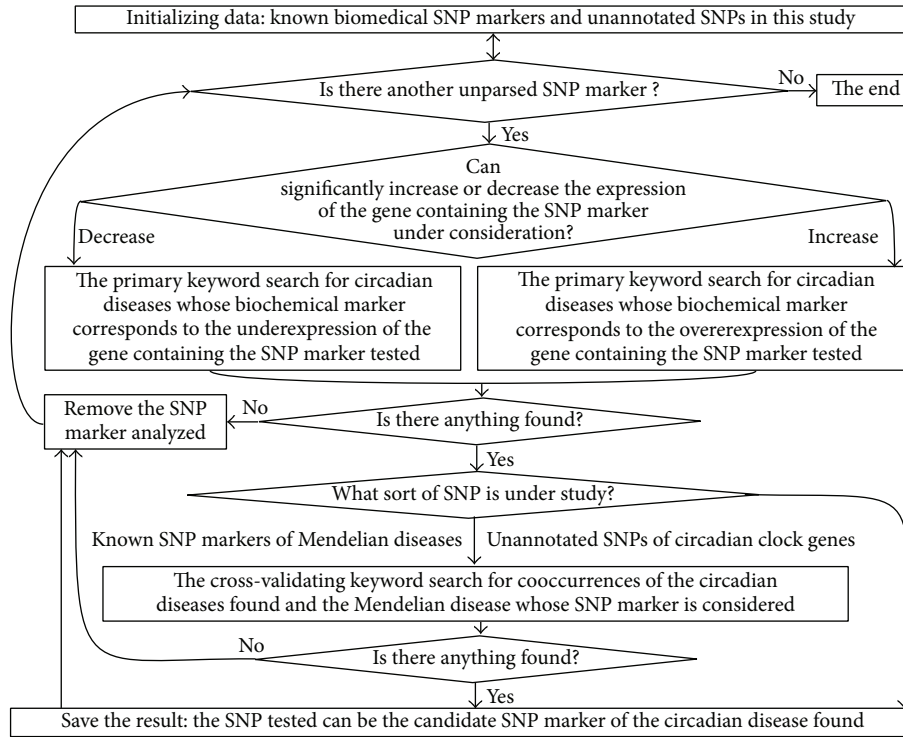 Initializing data: known biomedical SNP markers and unannotated SNPs in this study
Is there another unparsed SNP marker ?
No
The end
Yes
Can
significantly increase or decrease the expression
of the gene containing the SNP marker
under consideration?
Decrease
Increase
The primary keyword search for circadian
diseases whose biochemical marker
corresponds to the underexpression of the
gene containing the SNP marker tested
The primary keyword search for circadian
diseases whose biochemical marker
corresponds to the overerexpression of the
gene containing the SNP marker tested
Remove the SNP
marker analyzed
No
Is there anything found?
Yes
What sort of SNP is under study?
Known SNP markers of Mendelian diseases
Unannotated SNPs of circadian clock genes
The cross-validating keyword search for cooccurrences of the circadian
diseases found and the Mendelian disease whose SNP marker is considered
No
Is there anything found?
Yes
Save the result: the SNP tested can be the candidate SNP marker of the circadian disease found